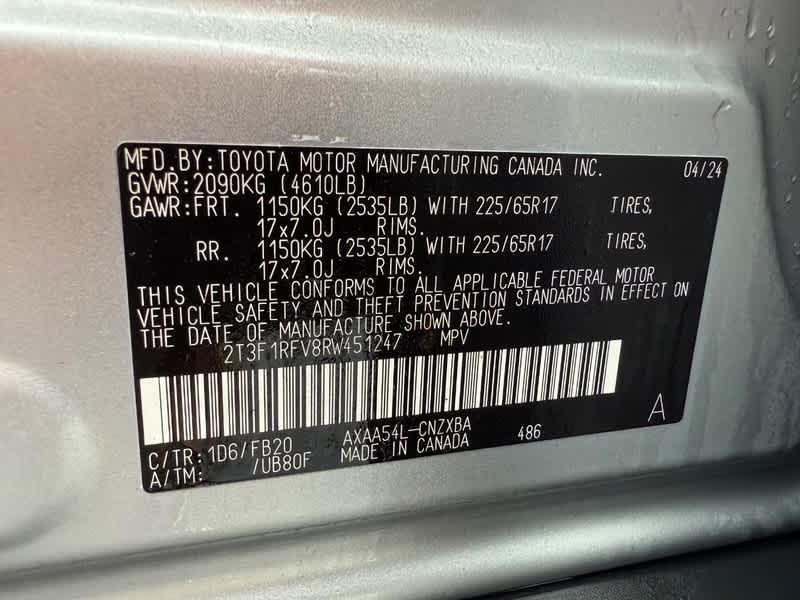 MFD.BY:TOYOTA MOTOR MANUFACTURING CANADA INC. 04/24
GVWR:2090KG (4610LB)
GAWR:FRT. 1150KG (2535LB) WITH 225/65R17 TIRES,
17x7.0J RIMS.
RR. 1150KG (2535LB) WITH 225/65R17 TIRES,
17x7.0J RIMS.
THIS VEHICLE CONFORMS TO ALL APPLICABLE FEDERAL MOTOR
VEHICLE SAFETY AND THEFT PREVENTION STANDARDS IN EFFECT ON
THE DATE OF MANUFACTURE SHOWN ABOVE.
2T3F1RFV8RW451247 MPV
A
C/TR: 1D6/FB20 AXAA54L-CNZXBA 486
A/TM: /UB80F MADE IN CANADA